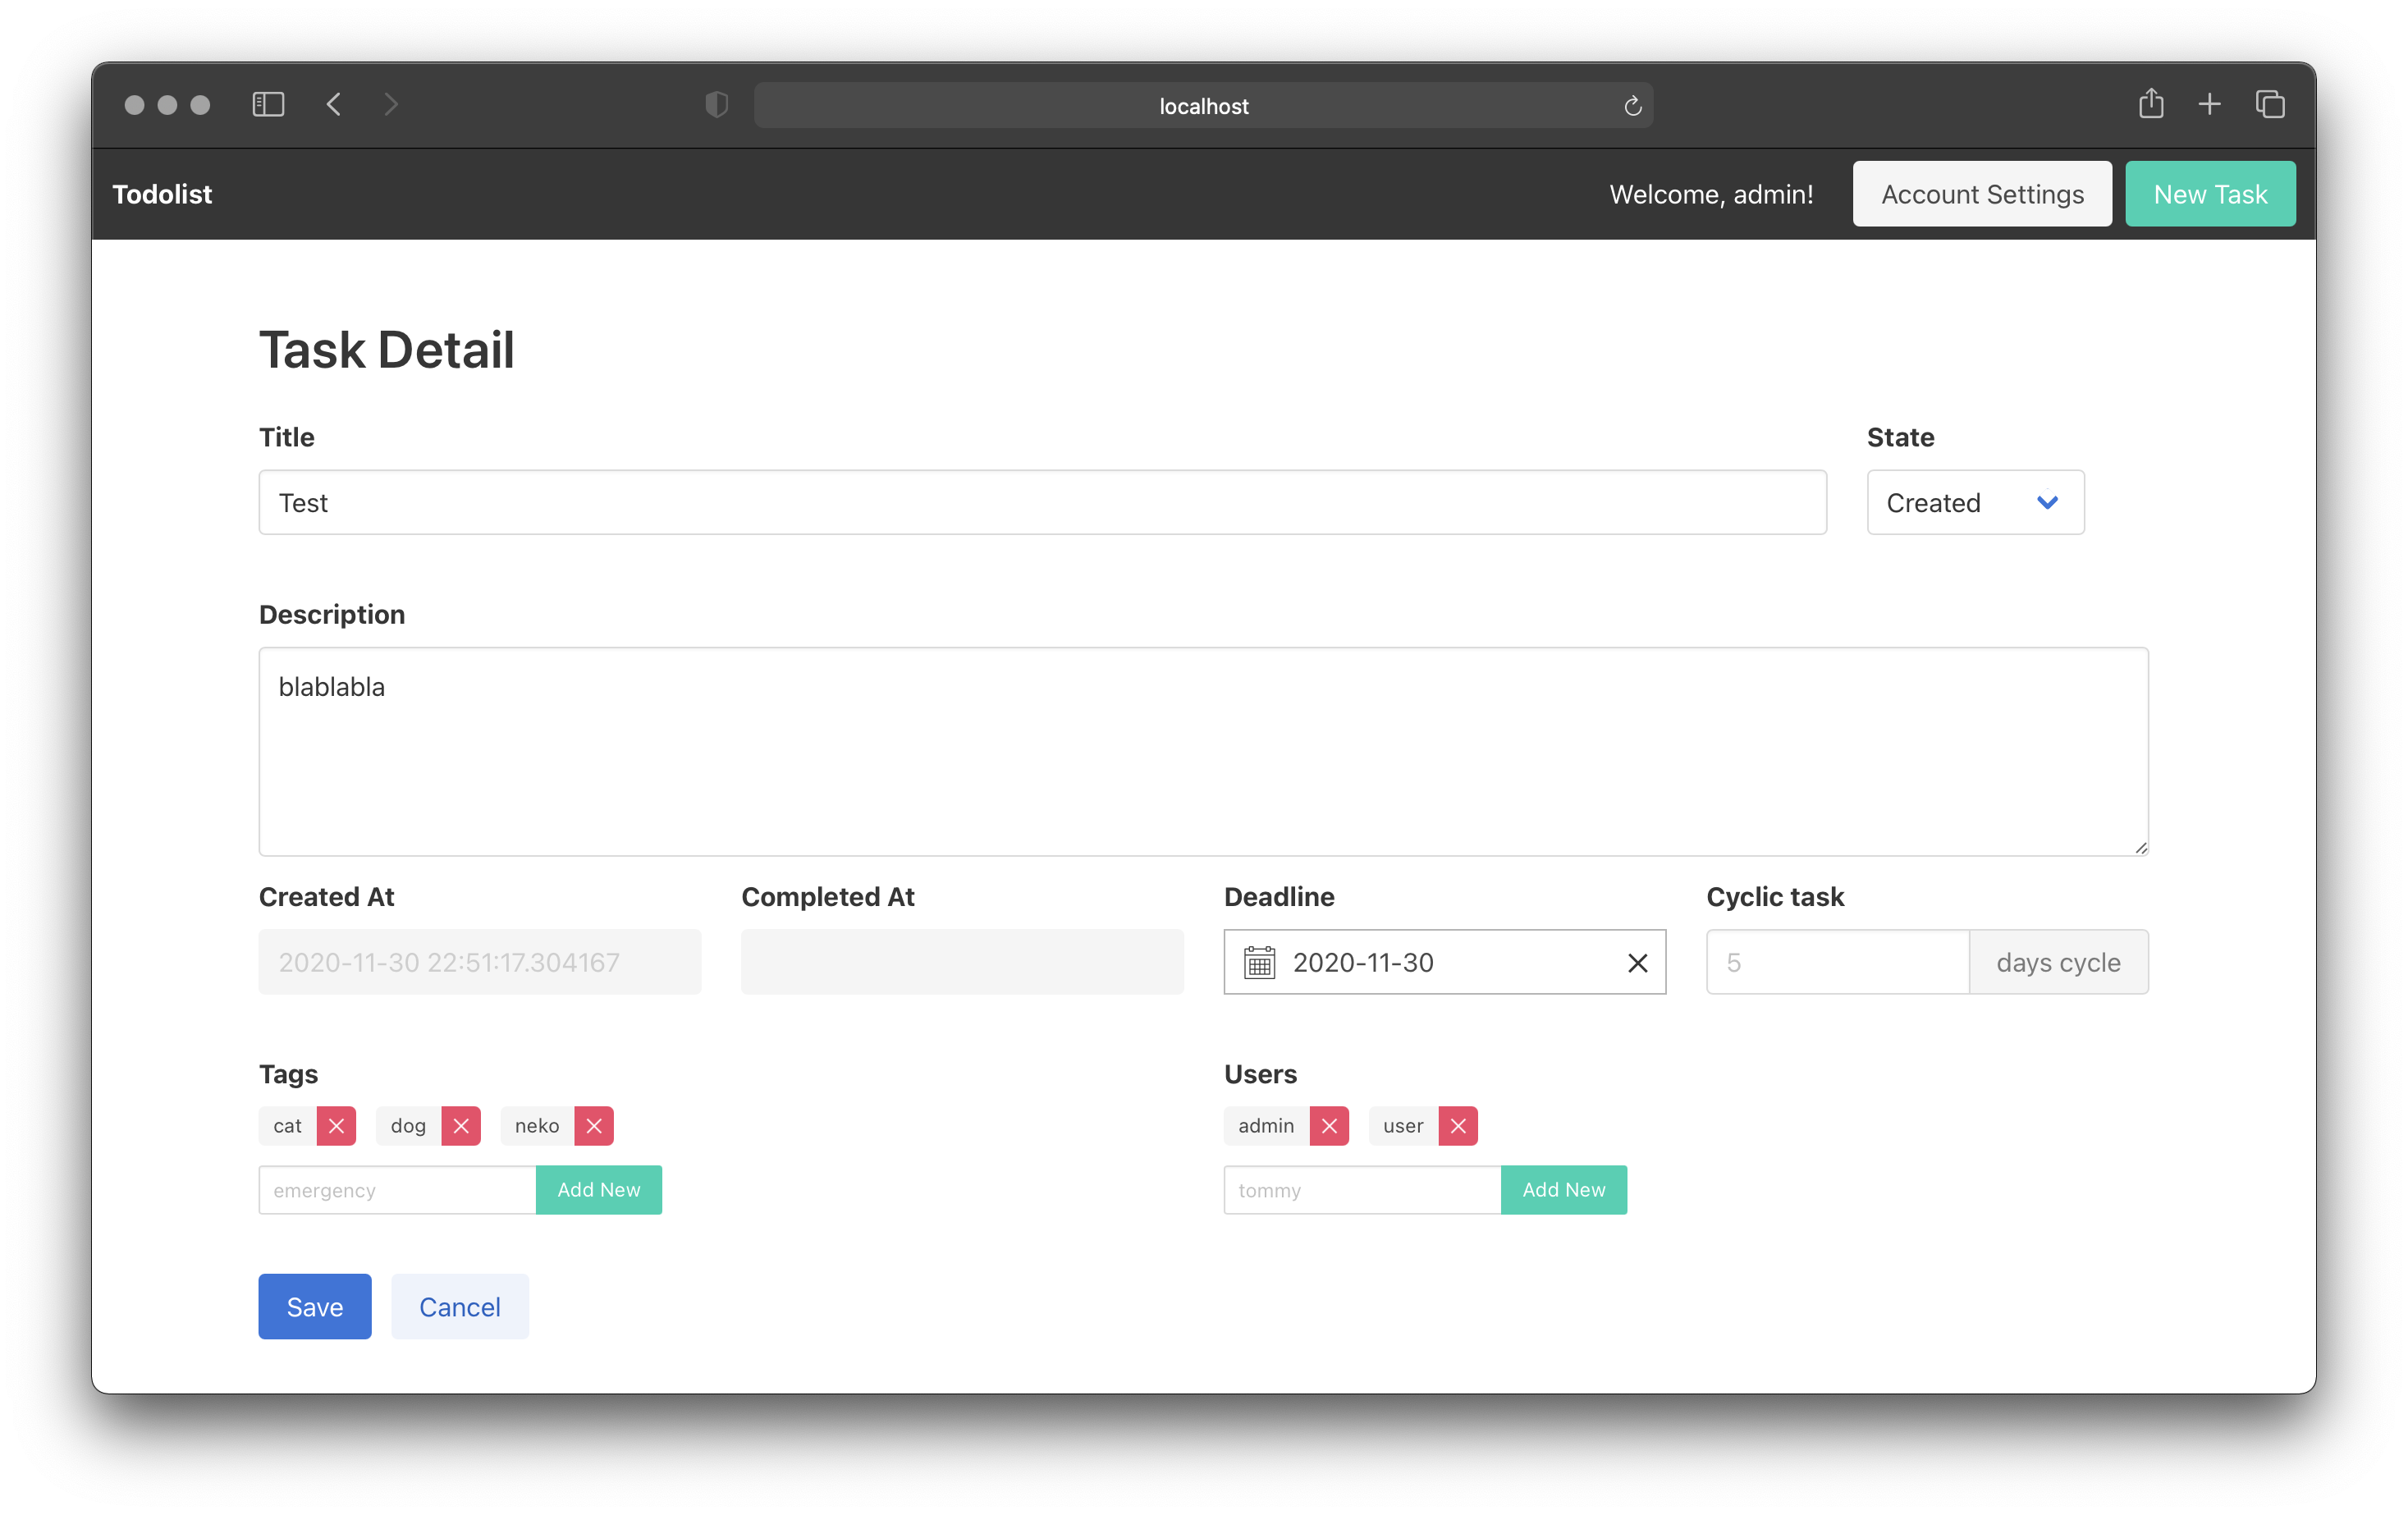 localhost
Todolist
Welcome, admin!
Account Settings
New Task
Task Detail
Title
State
Test
Created
Description
blablabla
Created At
Completed At
Deadline
Cyclic task
2020-11-30 22:51:17.304167
2020-11-30
5
days cycle
Tags
Users
cat
dog
neko
admin
user
emergency
Add New
tommy
Add New
Save
Cancel